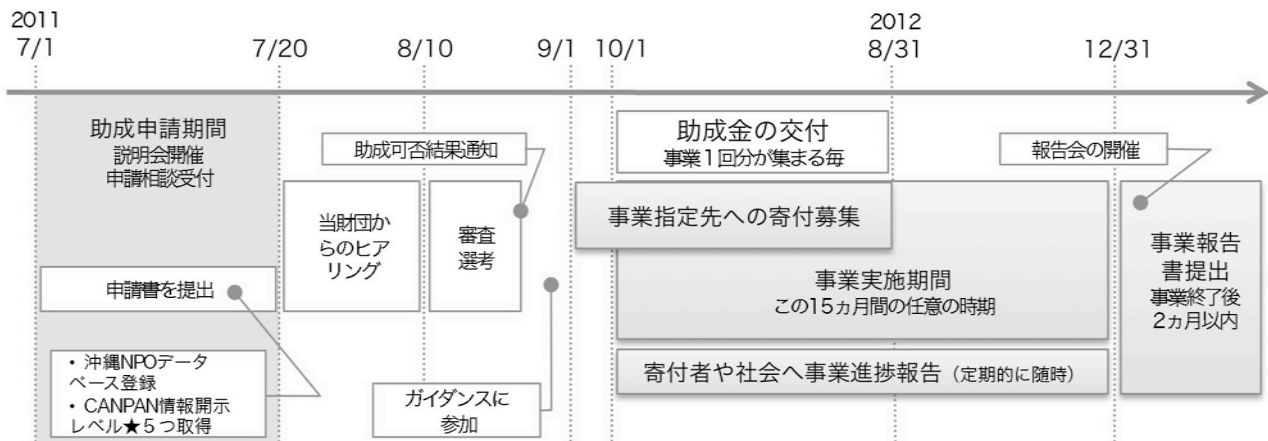 2011
7/1
7/20
8/10
9/1
10/1
2012
8/31
12/31
助成申請期間
説明会開催
申請相談受付
申請書を提出
・沖縄NPOデータ
ベース登録
・CANPAN情報開示
レベル★５つ取得
助成可否結果通知
当財団か
らのヒア
リング
審査
選考
ガイダンスに
参加
助成金の交付
事業１回分が集まる毎
事業指定先への寄付募集
事業実施期間
この15ヵ月間の任意の時期
寄付者や社会へ事業進捗報告（定期的に随時）
報告会の開催
事業報告
書提出
事業終了後
２ヵ月以内